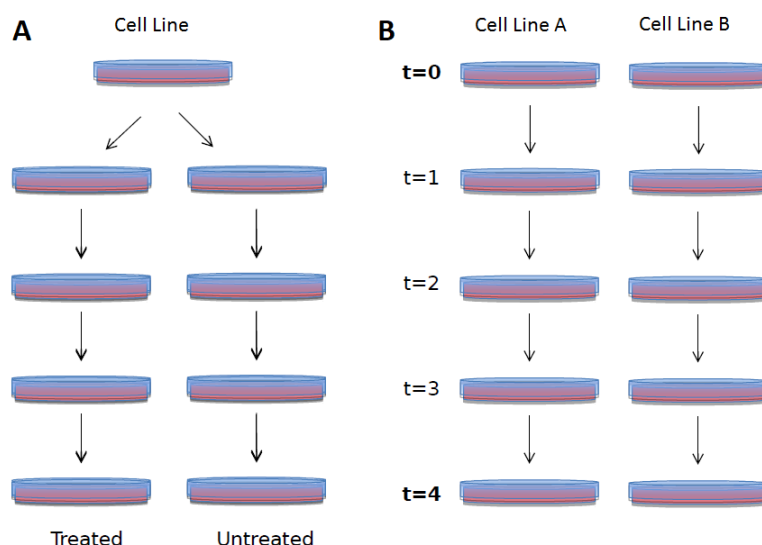 A
Cell Line
Treated
Untreated
B
Cell Line A
Cell Line B
t=0
t=1
t=2
t=3
t=4